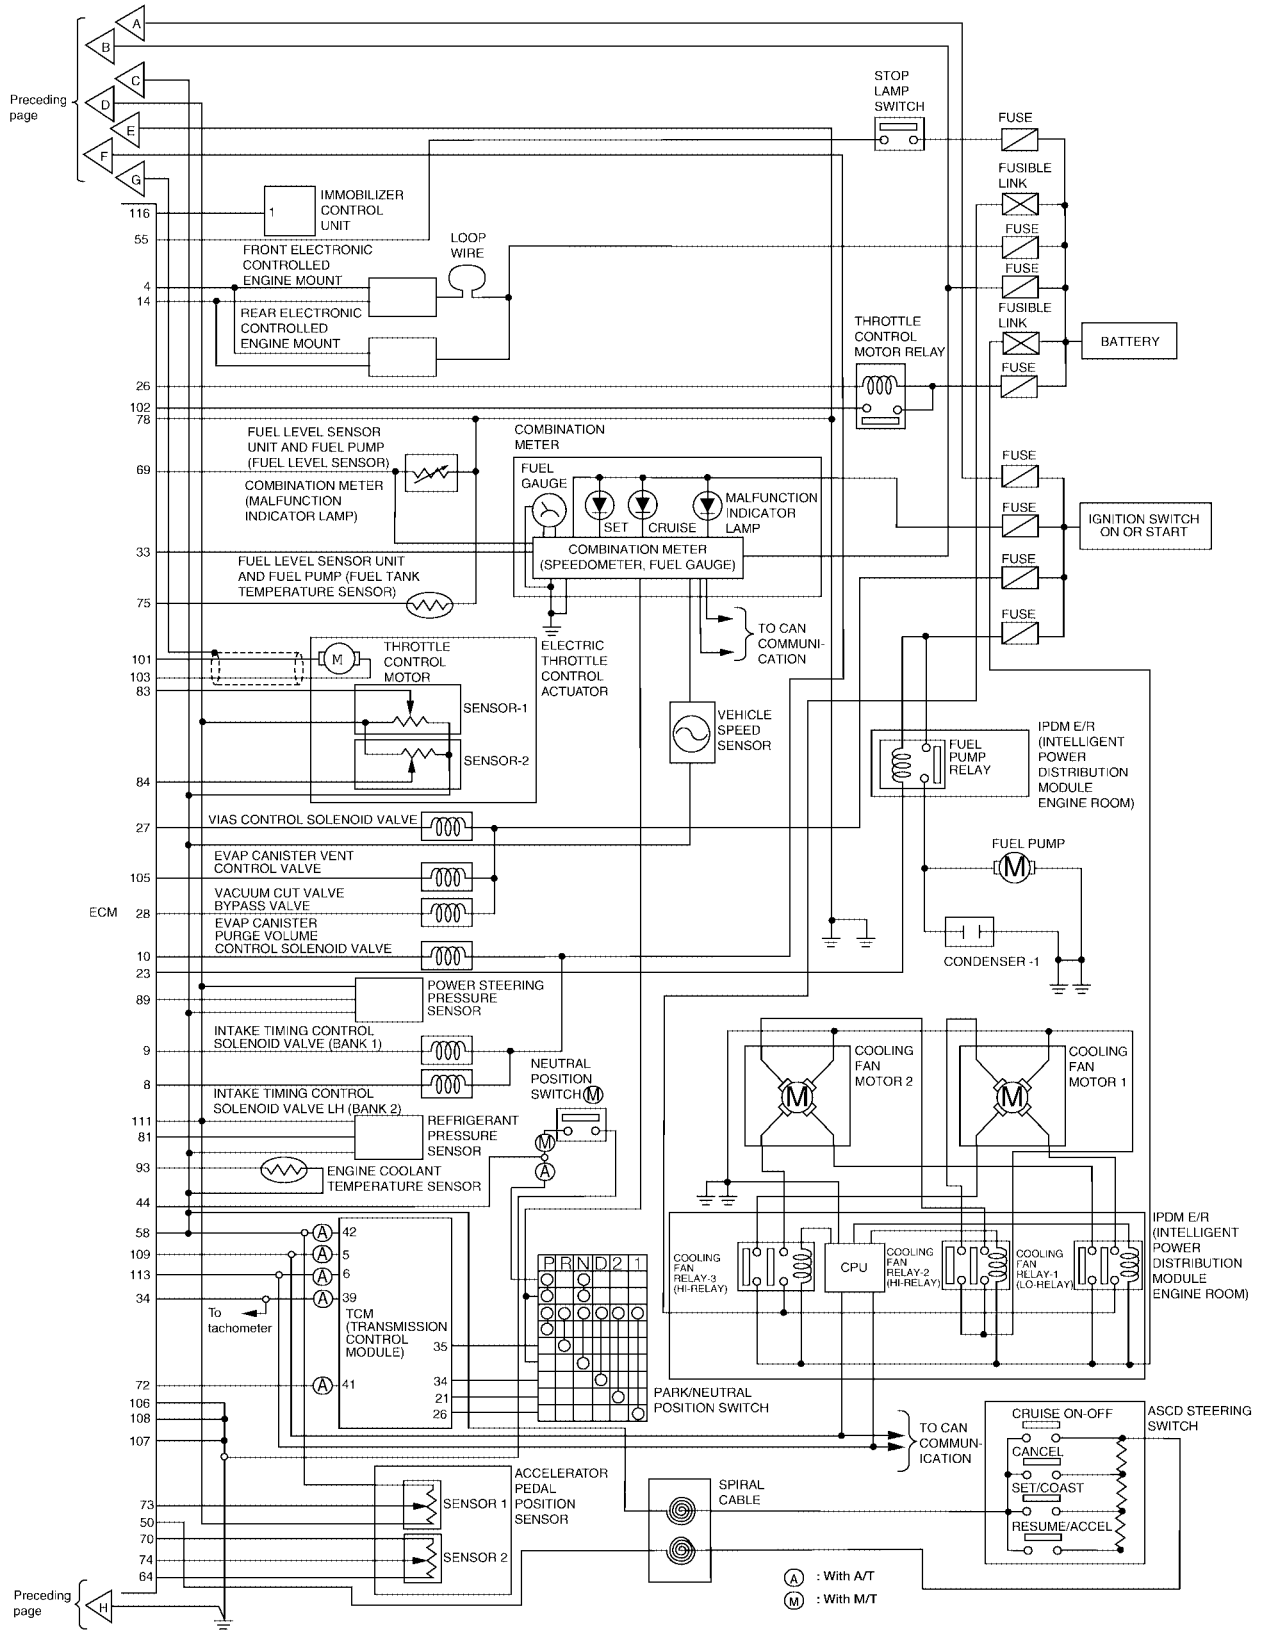 Preceding
page
A
B
C
D
E
F
G
STOP
LAMP
SWITCH
FUSE
FUSIBLE
LINK
FUSE
FUSE
FUSIBLE
LINK
BATTERY
FUSE
116
1
IMMOBILIZER
CONTROL
UNIT
55
FRONT ELECTRONIC
CONTROLLED
ENGINE MOUNT
LOOP
WIRE
4
14
REAR ELECTRONIC
CONTROLLED
ENGINE MOUNT
THROTTLE
CONTROL
MOTOR RELAY
26
102
78
FUEL LEVEL SENSOR
UNIT AND FUEL PUMP
(FUEL LEVEL SENSOR)
69
COMBINATION METER
(MALFUNCTION
INDICATOR LAMP)
COMBINATION
METER
FUEL
GAUGE
SET
CRUISE
MALFUNCTION
INDICATOR
LAMP
COMBINATION METER
(SPEEDOMETER, FUEL GAUGE)
FUSE
FUSE
IGNITION SWITCH
ON OR START
FUSE
FUSE
33
FUEL LEVEL SENSOR UNIT
AND FUEL PUMP (FUEL TANK
TEMPERATURE SENSOR)
75
TO CAN
COMMUNI-
CATION
101
103
83
M
THROTTLE
CONTROL
MOTOR
ELECTRIC
THROTTLE
CONTROL
ACTUATOR
SENSOR-1
SENSOR-2
84
VEHICLE
SPEED
SENSOR
FUEL
PUMP
RELAY
IPDM E/R
(INTELLIGENT
POWER
DISTRIBUTION
MODULE
ENGINE ROOM)
27
VIAS CONTROL SOLENOID VALVE
EVAP CANISTER VENT
CONTROL VALVE
105
VACUUM CUT VALVE
BYPASS VALVE
ECM
28
EVAP CANISTER
PURGE VOLUME
CONTROL SOLENOID VALVE
10
23
FUEL PUMP
M
CONDENSER -1
POWER STEERING
PRESSURE
SENSOR
89
INTAKE TIMING CONTROL
SOLENOID VALVE (BANK 1)
9
8
INTAKE TIMING CONTROL
SOLENOID VALVE LH (BANK 2)
NEUTRAL
POSITION
SWITCH M
M
A
COOLING
FAN
MOTOR 2
M
COOLING
FAN
MOTOR 1
M
111
81
REFRIGERANT
PRESSURE
SENSOR
93
ENGINE COOLANT
TEMPERATURE SENSOR
44
58
A
42
109
A
5
113
A
6
34
A
39
To
tachometer
TCM
(TRANSMISSION
CONTROL
MODULE)
35
34
21
26
72
A
41
P R N D 2 1
PARK/NEUTRAL
POSITION SWITCH
COOLING
FAN
RELAY-3
(HI-RELAY)
CPU
COOLING
FAN
RELAY-2
(HI-RELAY)
COOLING
FAN
RELAY-1
(LO-RELAY)
IPDM E/R
(INTELLIGENT
POWER
DISTRIBUTION
MODULE
ENGINE ROOM)
106
108
107
TO CAN
COMMUN-
ICATION
CRUISE ON-OFF
CANCEL
SET/COAST
RESUME/ACCEL
ASCD STEERING
SWITCH
ACCELERATOR
PEDAL
POSITION
SENSOR
SENSOR 1
SENSOR 2
SPIRAL
CABLE
73
50
70
74
64
A : With A/T
M : With M/T
Preceding
page
H